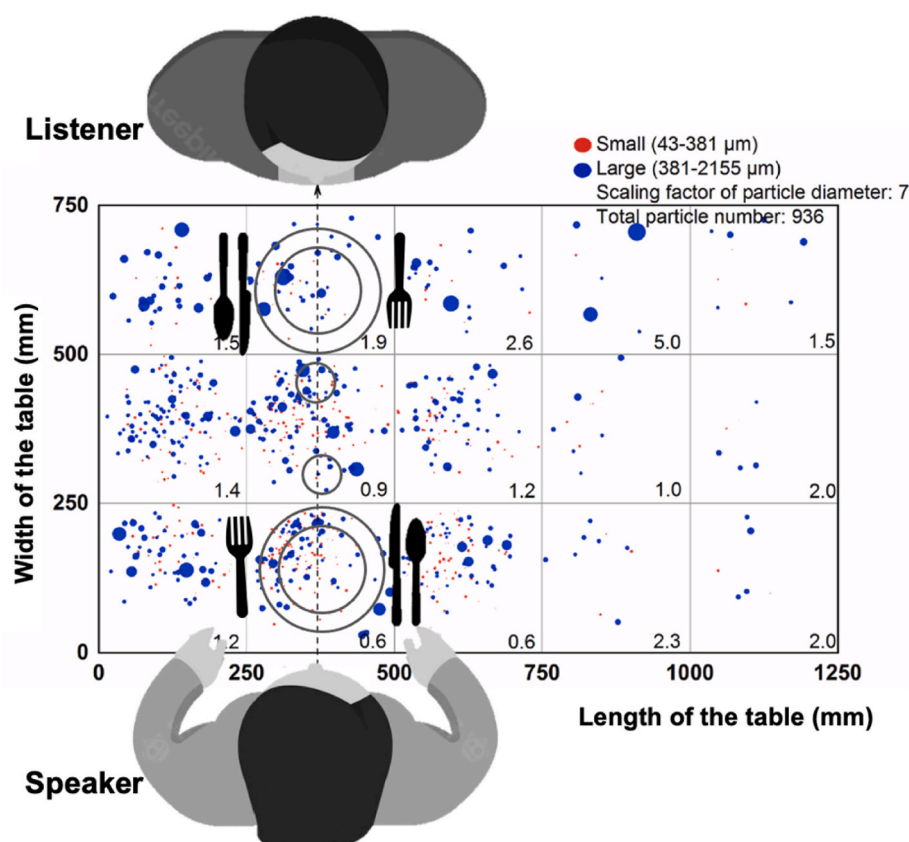 Listener
Small (43-381 μm)
Large (381-2155 μm)
Scaling factor of particle diameter: 7
Total particle number: 936
750
1.5 1.9 2.6 5.0 1.5
500
1.4 0.9 1.2 1.0 2.0
250
1.2 0.6 0.6 2.3 2.0
0
0 250 500 750 1000 1250
Width of the table (mm)
Length of the table (mm)
Speaker